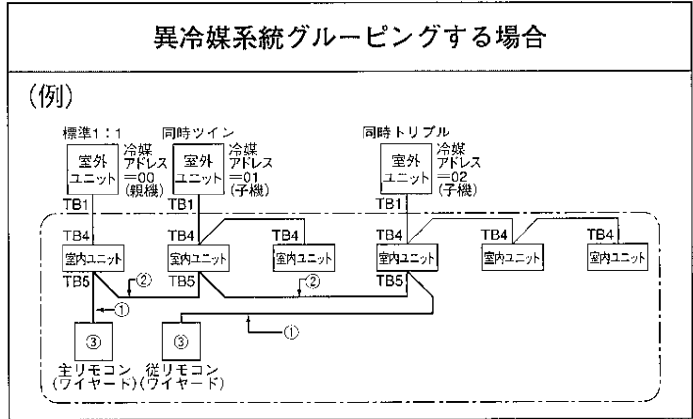 異冷媒系統グルーピングする場合
(例)
標準1：1
同時ツイン
同時トリプル
室外
ユニット
冷媒
アドレス
=00
(親機)
室外
ユニット
冷媒
アドレス
=01
(子機)
室外
ユニット
冷媒
アドレス
=02
(子機)
TB1
TB1
TB1
TB4
TB4
TB4
TB4
TB4
TB4
室内ユニット
室内ユニット
室内ユニット
室内ユニット
室内ユニット
室内ユニット
TB5
TB5
TB5
②
②
①
①
③
③
主リモコン
(ワイヤード)
従リモコン
(ワイヤード)